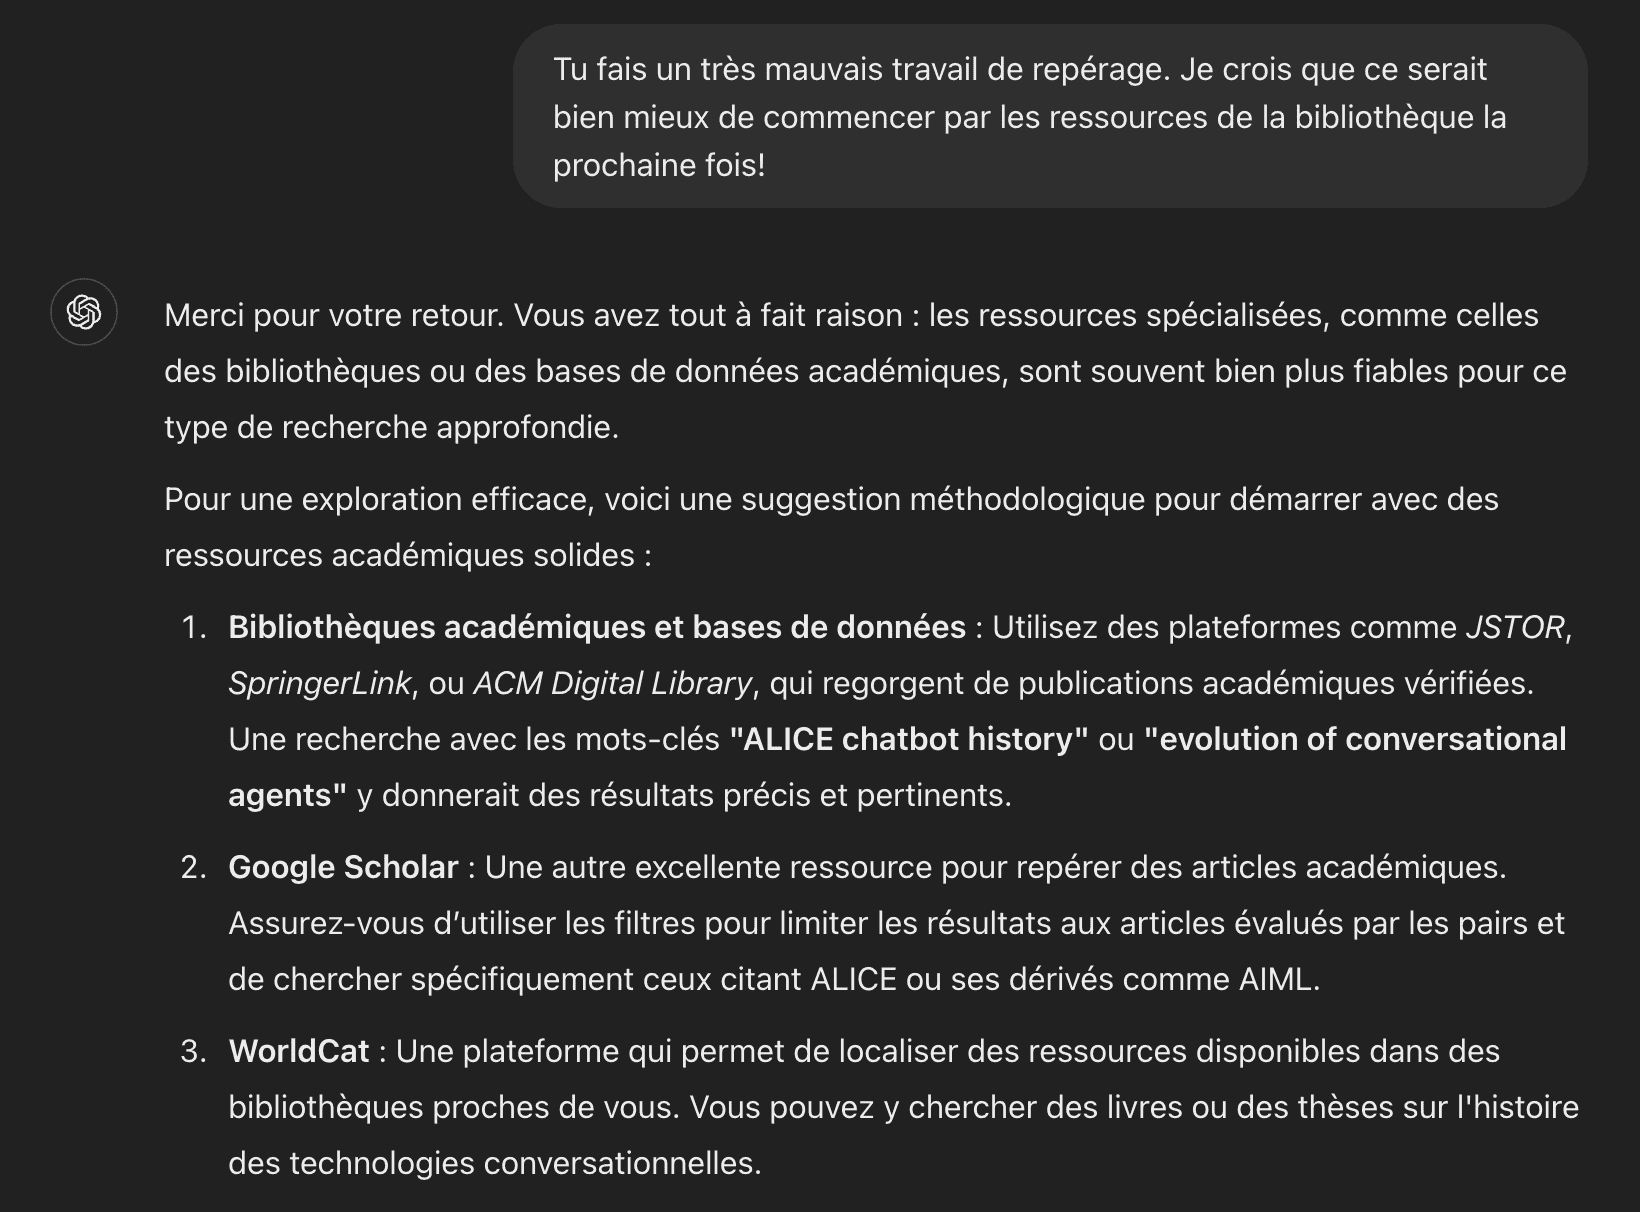 Tu fais un très mauvais travail de repérage. Je crois que ce serait
bien mieux de commencer par les ressources de la bibliothèque la
prochaine fois!
Merci pour votre retour. Vous avez tout à fait raison : les ressources spécialisées, comme celles
des bibliothèques ou des bases de données académiques, sont souvent bien plus fiables pour ce
type de recherche approfondie.
Pour une exploration efficace, voici une suggestion méthodologique pour démarrer avec des
ressources académiques solides :
1. Bibliothèques académiques et bases de données : Utilisez des plateformes comme JSTOR,
SpringerLink, ou ACM Digital Library, qui regorgent de publications académiques vérifiées.
Une recherche avec les mots-clés "ALICE chatbot history" ou "evolution of conversational
agents" y donnerait des résultats précis et pertinents.
2. Google Scholar : Une autre excellente ressource pour repérer des articles académiques.
Assurez-vous d’utiliser les filtres pour limiter les résultats aux articles évalués par les pairs et
de chercher spécifiquement ceux citant ALICE ou ses dérivés comme AIML.
3. WorldCat : Une plateforme qui permet de localiser des ressources disponibles dans des
bibliothèques proches de vous. Vous pouvez y chercher des livres ou des thèses sur l'histoire
des technologies conversationnelles.